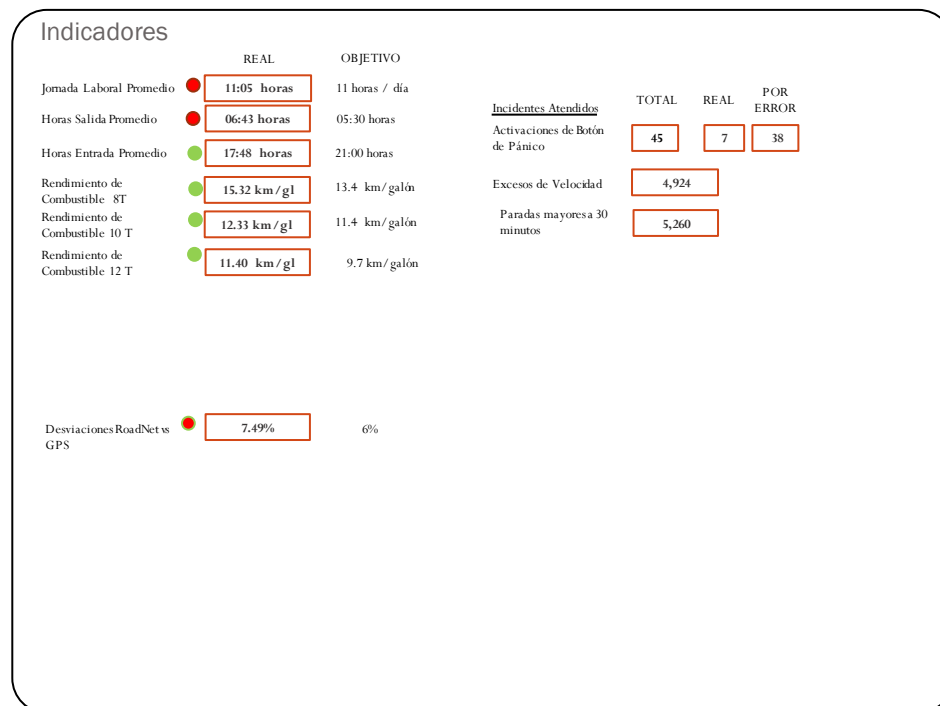 Indicadores
REAL OBJETIVO
Jornada Laboral Promedio 11:05 horas 11 horas / día
Horas Salida Promedio 06:43 horas 05:30 horas
Horas Entrada Promedio 17:48 horas 21:00 horas
Rendimiento de
Combustible 8T 15.32 km/gl 13.4 km/galón
Rendimiento de
Combustible 10 T 12.33 km/gl 11.4 km/galón
Rendimiento de
Combustible 12 T 11.40 km/gl 9.7 km/galón
Desviaciones RoadNet vs 7.49% 6%
GPS
TOTAL REAL POR
ERROR
Incidentes Atendidos
Activaciones de Botón
de Pánico 45 7 38
Excesos de Velocidad 4,924
Paradas mayores a 30
minutos 5,260